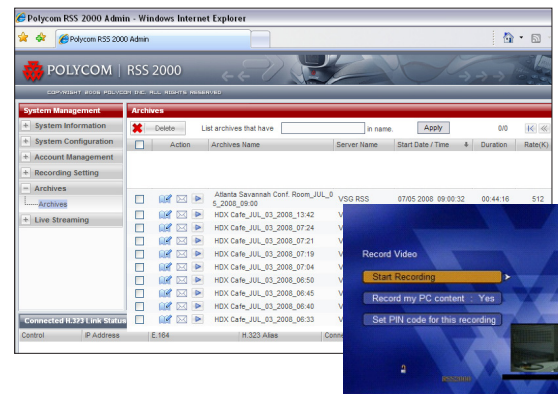 Polycom RSS 2000 Admin - Windows Internet Explorer
Polycom RSS 2000 Admin
POLYCOM | RSS 2000
COPYRIGHT 2008 POLYCOM INC. ALL RIGHTS RESERVED
System Management
System Information
System Configuration
Account Management
Recording Setting
Archives
Archives
Live Streaming
Connected H.323 Link Status
Archives
Delete List archives that have in name. Apply 0/0
Action Archives Name Server Name Start Date / Time Duration Rate(K)
Atlanta Savannah Conf. Room_JUL_0
5_2008_09:00 VSG RSS 07/05/2008 09:00:32 00:44:16 512
HDX Cafe_JUL_03_2008_13:42 V
HDX Cafe_JUL_03_2008_07:24 V
HDX Cafe_JUL_03_2008_07:21 V
HDX Cafe_JUL_03_2008_07:19 V
HDX Cafe_JUL_03_2008_07:04 V
HDX Cafe_JUL_03_2008_06:50 V
HDX Cafe_JUL_03_2008_06:45 V
HDX Cafe_JUL_03_2008_06:40 V
HDX Cafe_JUL_03_2008_06:33 V
Control IP Address E.164 H.323 Alias Conne
Record Video
Start Recording
Record my PC content : Yes
Set PIN code for this recording